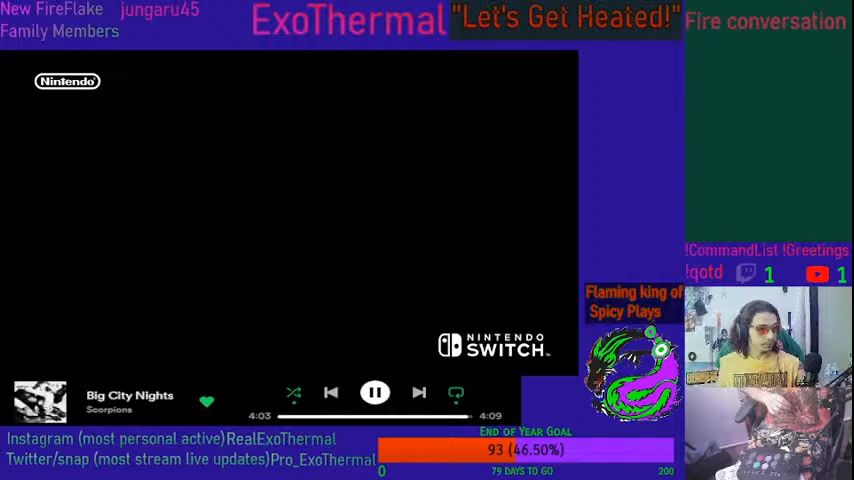 New FireFlake
Family Members
jungaru45
ExoThermal
"Let's Get Heated!"
Fire conversation
Nintendo
NINTENDO
SWITCH
!CommandList !Greetings
!qotd
1
1
Flaming king of
Spicy Plays
Big City Nights
Scorpions
4:03
4:09
Instagram (most personal active)RealExoThermal
Twitter/snap (most stream live updates)Pro_ExoThermal
End of Year Goal
93 (46.50%)
0
79 DAYS TO GO
200